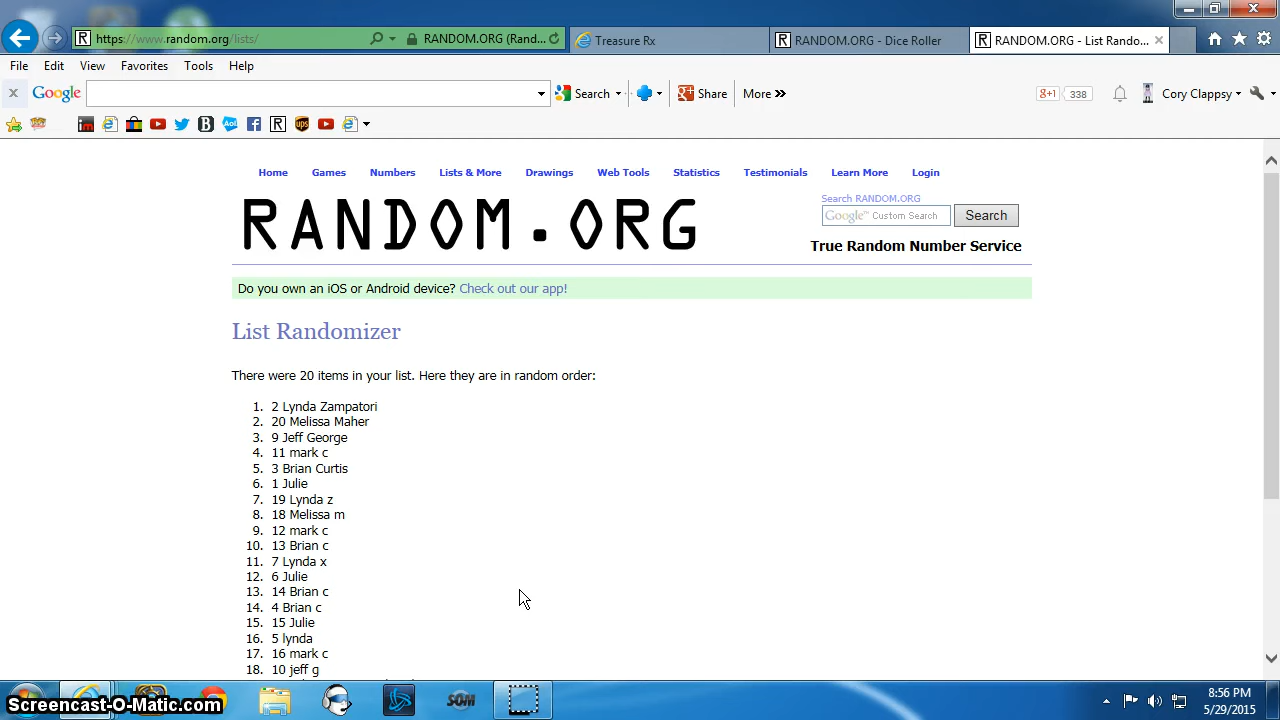 https://www.random.org/lists/
RANDOM.ORG (Rand...
Treasure Rx
RANDOM.ORG - Dice Roller
RANDOM.ORG - List Rando...
File Edit View Favorites Tools Help
Google Search Share More »
338 Cory Clappsy
Home Games Numbers Lists & More Drawings Web Tools Statistics Testimonials Learn More Login
RANDOM.ORG
Search RANDOM.ORG
Google™ Custom Search Search
True Random Number Service
Do you own an iOS or Android device? Check out our app!
List Randomizer
There were 20 items in your list. Here they are in random order:
1. 2 Lynda Zampatori
2. 20 Melissa Maher
3. 9 Jeff George
4. 11 mark c
5. 3 Brian Curtis
6. 1 Julie
7. 19 Lynda z
8. 18 Melissa m
9. 12 mark c
10. 13 Brian c
11. 7 Lynda x
12. 6 Julie
13. 14 Brian c
14. 4 Brian c
15. 15 Julie
16. 5 lynda
17. 16 mark c
18. 10 jeff g
Screencast-O-Matic.com
SOM
8:56 PM
5/29/2015